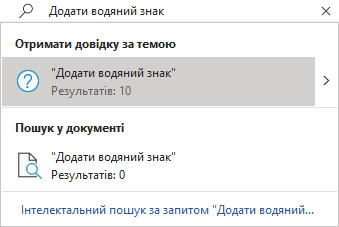 Додати водяний знак
Отримати довідку за темою
"Додати водяний знак"
Результатів: 10
Пошук у документі
"Додати водяний знак"
Результатів: 0
Інтелектальний пошук за запитом "Додати водяний...